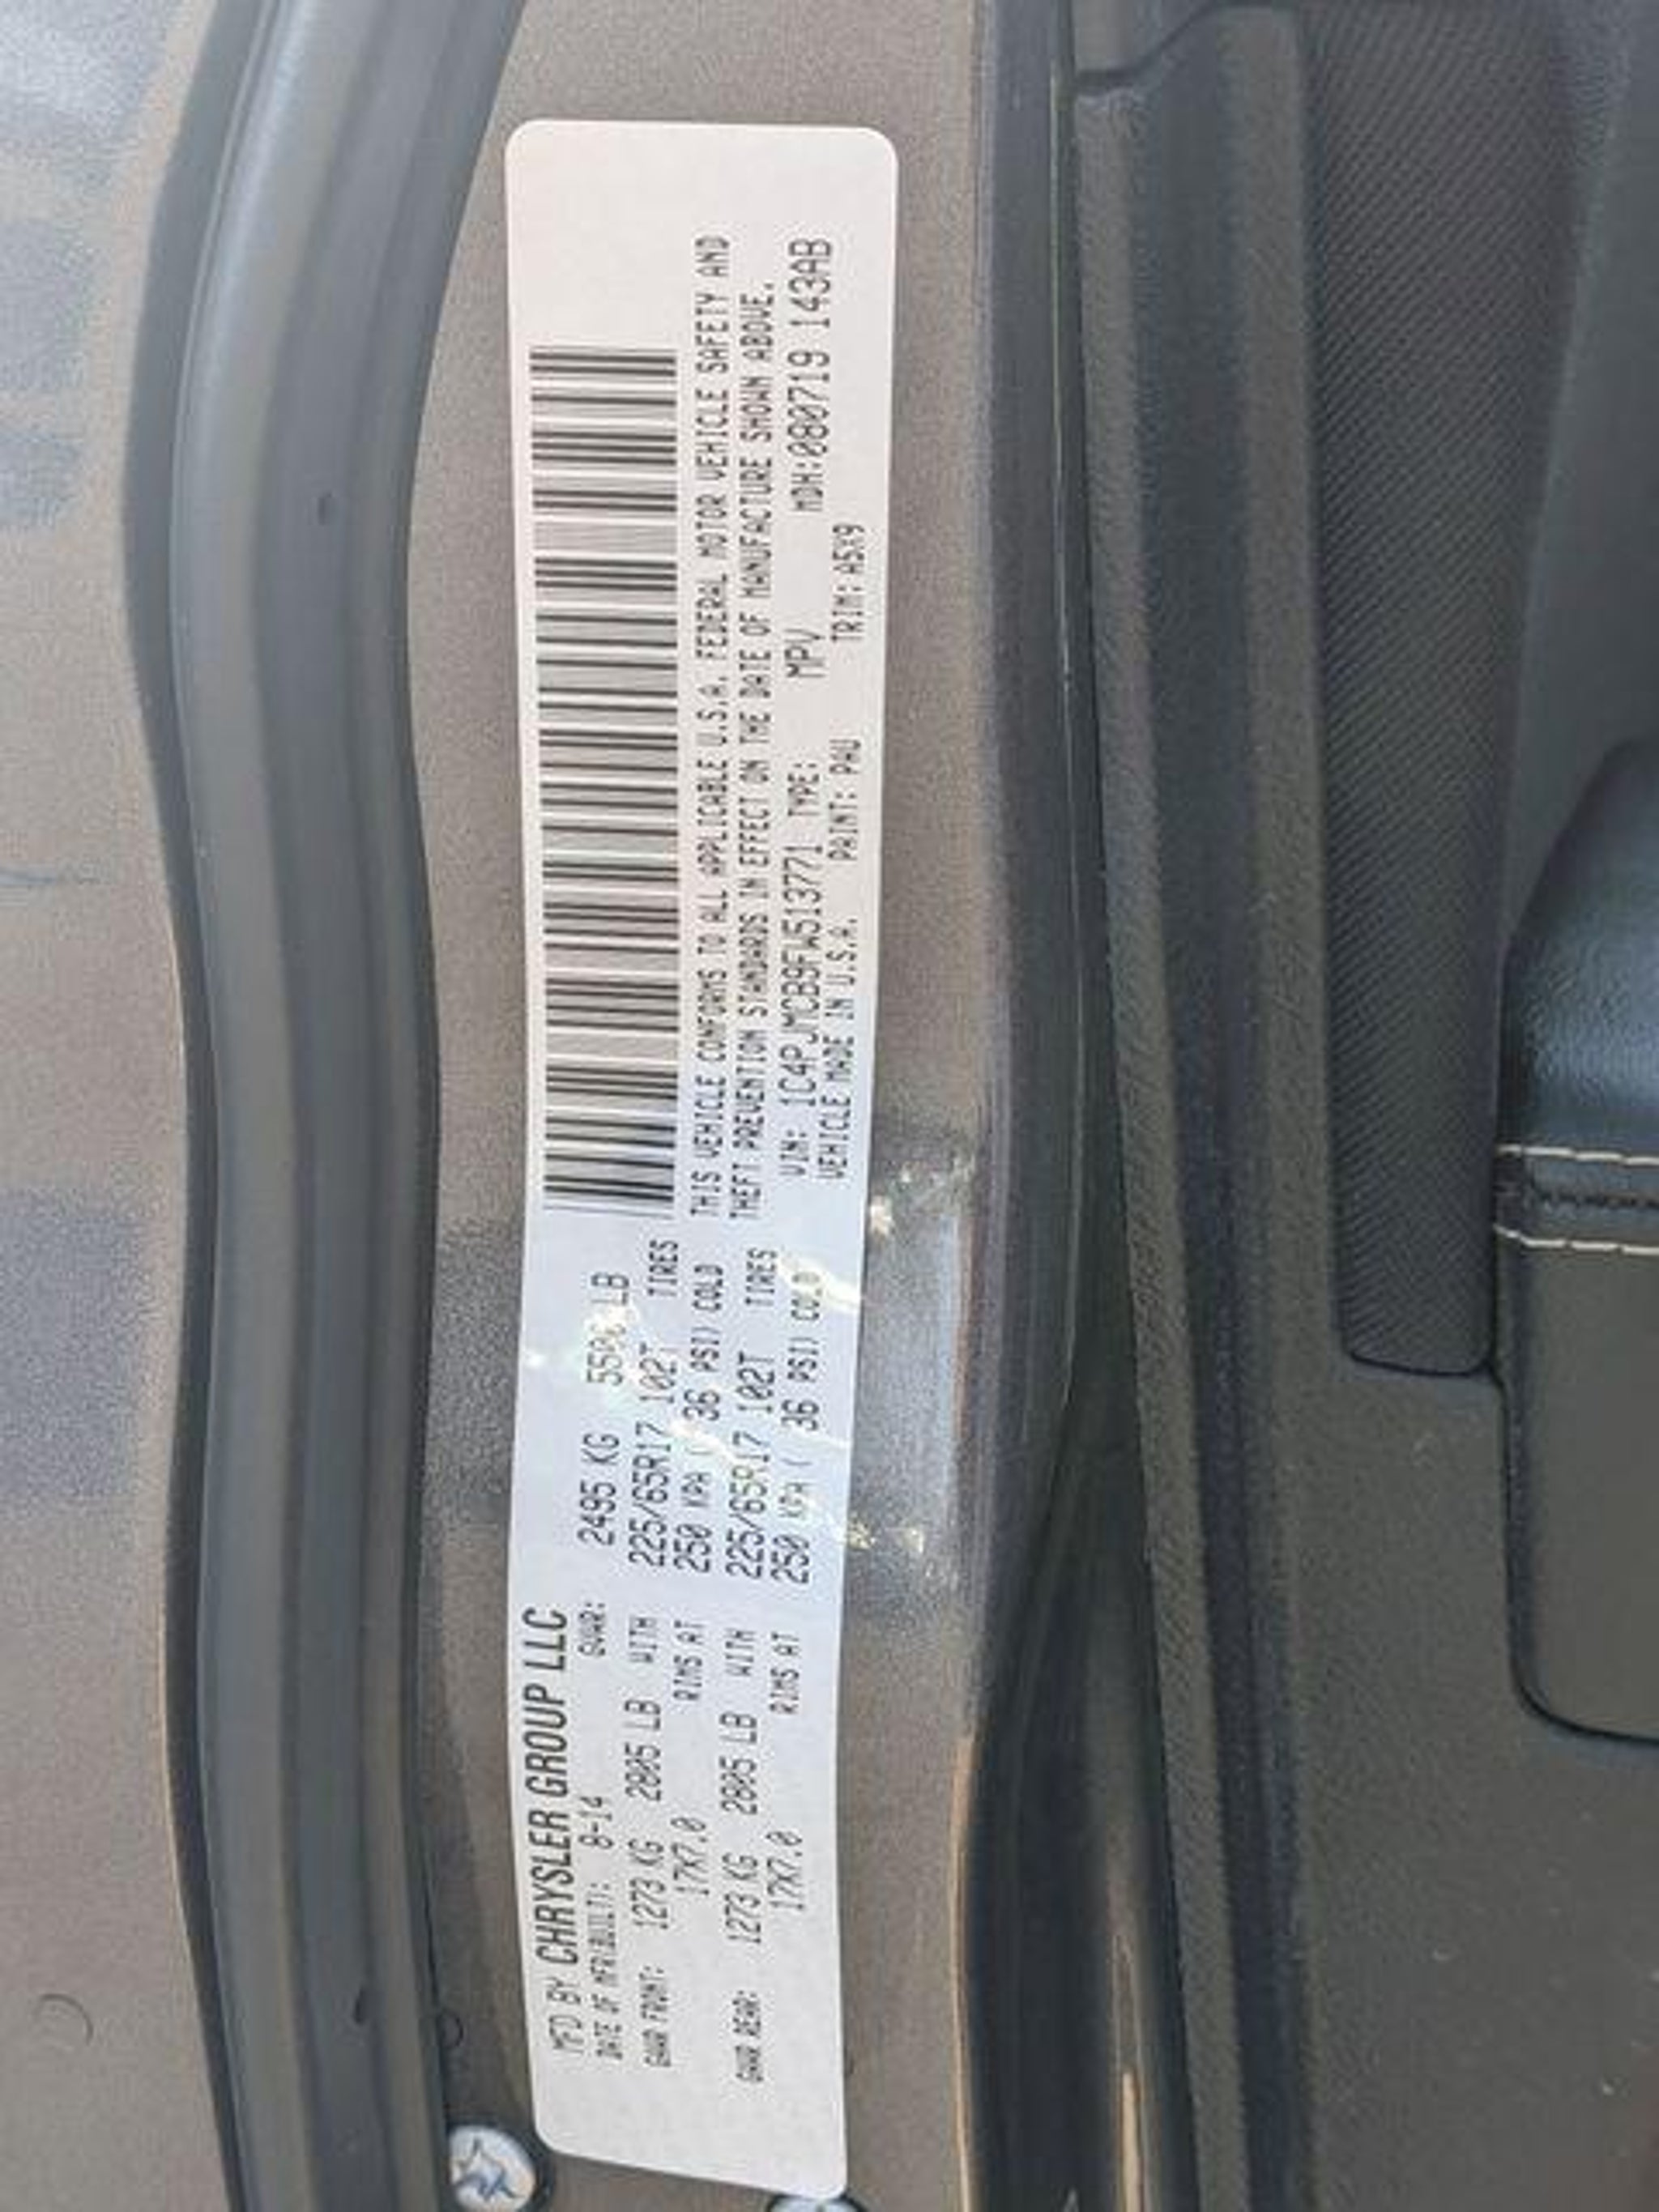 MFD BY CHRYSLER GROUP LLC
DATE OF MFR(BUILT): 8-14 GVWR: 2495 KG LB
GAWR FRONT: 1273 KG 2805 LB WITH 225/65R17 102T TIRES
17X7.0 RIMS AT 250 KPA ( 36 PSI) COLD
GAWR REAR: 1273 KG 2805 LB WITH 225/65R17 102T TIRES
17X7.0 RIMS AT 250 KPA ( 36 PSI) COLD
THIS VEHICLE CONFORMS TO ALL APPLICABLE U.S.A. FEDERAL MOTOR VEHICLE SAFETY AND
THEFT PREVENTION STANDARDS IN EFFECT ON THE DATE OF MANUFACTURE SHOWN ABOVE.
VIN: 1C4PJMCB9FW513771 TYPE: MPV MDH:080719 143AB
VEHICLE MADE IN U.S.A. PAINT: PAU TRIM: A5X9